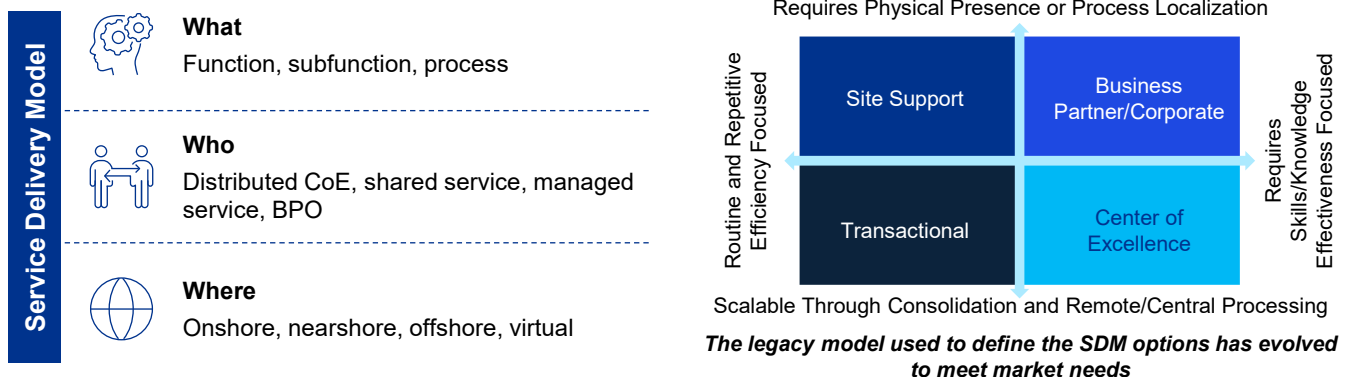 Service Delivery Model
What
Function, subfunction, process
Who
Distributed CoE, shared service, managed
service, BPO
Where
Onshore, nearshore, offshore, virtual
Requires Physical Presence or Process Localization
Routine and Repetitive
Efficiency Focused
Site Support
Business
Partner/Corporate
Transactional
Center of
Excellence
Requires
Skills/Knowledge
Effectiveness Focused
Scalable Through Consolidation and Remote/Central Processing
The legacy model used to define the SDM options has evolved
to meet market needs